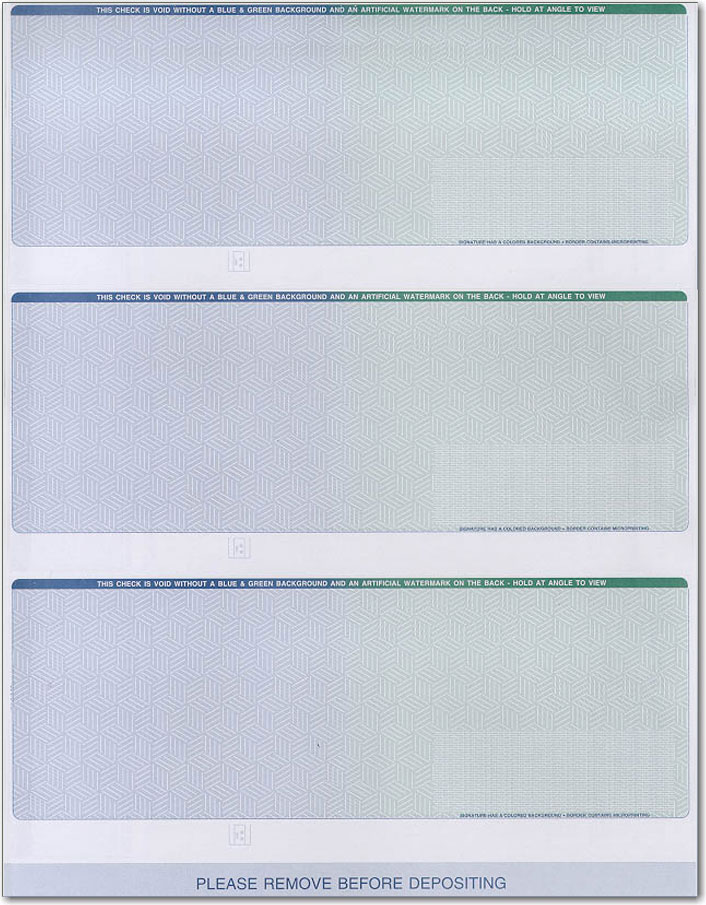 THIS CHECK IS VOID WITHOUT A BLUE & GREEN BACKGROUND AND AN ARTIFICIAL WATERMARK ON THE BACK - HOLD AT ANGLE TO VIEW
SIGNATURE HAS A COLORED BACKGROUND • BORDER CONTAINS MICROPRINTING
THIS CHECK IS VOID WITHOUT A BLUE & GREEN BACKGROUND AND AN ARTIFICIAL WATERMARK ON THE BACK - HOLD AT ANGLE TO VIEW
SIGNATURE HAS A COLORED BACKGROUND • BORDER CONTAINS MICROPRINTING
THIS CHECK IS VOID WITHOUT A BLUE & GREEN BACKGROUND AND AN ARTIFICIAL WATERMARK ON THE BACK - HOLD AT ANGLE TO VIEW
SIGNATURE HAS A COLORED BACKGROUND • BORDER CONTAINS MICROPRINTING
PLEASE REMOVE BEFORE DEPOSITING